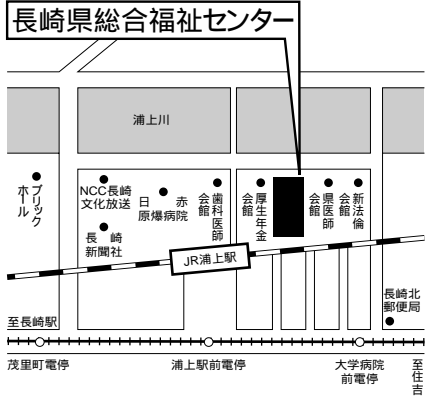 長崎県総合福祉センター
浦上川
ブリック
ホール
NCC長崎
文化放送
日赤
原爆病院
歯科医師
会館
厚生年金
会館
県医師
会館
新法倫
会館
長崎
新聞社
JR浦上駅
長崎北
郵便局
至長崎駅
茂里町電停
浦上駅前電停
大学病院
前電停
至住吉